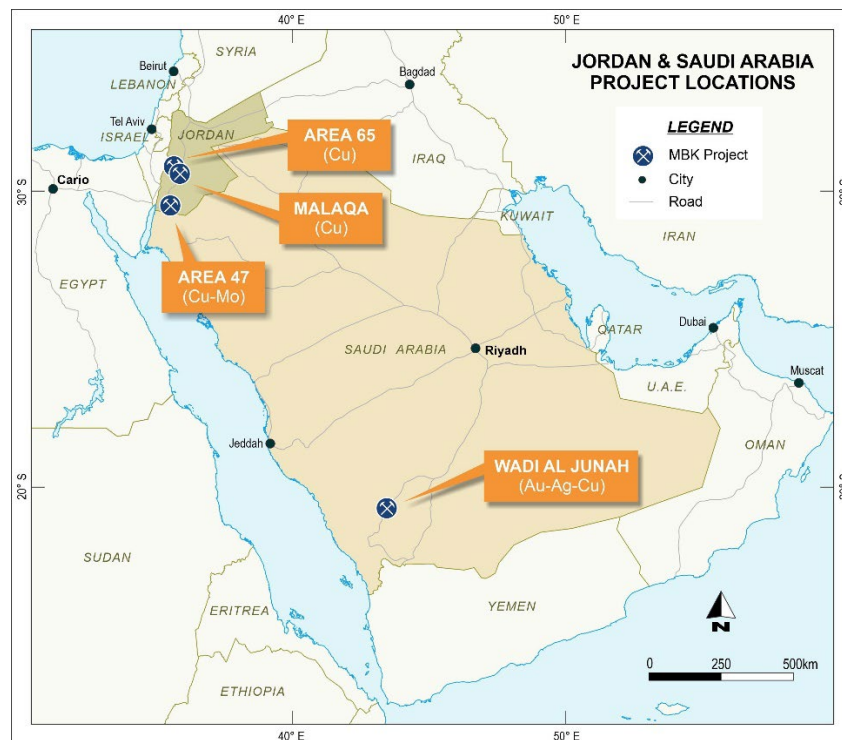 40° E
50° E
JORDAN & SAUDI ARABIA
PROJECT LOCATIONS
LEGEND
MBK Project
City
Road
SYRIA
Beirut
LEBANON
Bagdad
Tel Aviv
ISRAEL
JORDAN
AREA 65
(Cu)
IRAQ
Cario
30° S
30° S
MALAQA
(Cu)
KUWAIT
IRAN
EGYPT
AREA 47
(Cu-Mo)
QATAR
Dubai
SAUDI ARABIA
Riyadh
Muscat
U.A.E.
Jeddah
OMAN
WADI AL JUNAH
(Au-Ag-Cu)
20° S
20° S
SUDAN
YEMEN
ERITREA
N
0 250 500km
ETHIOPIA
40° E
50° E